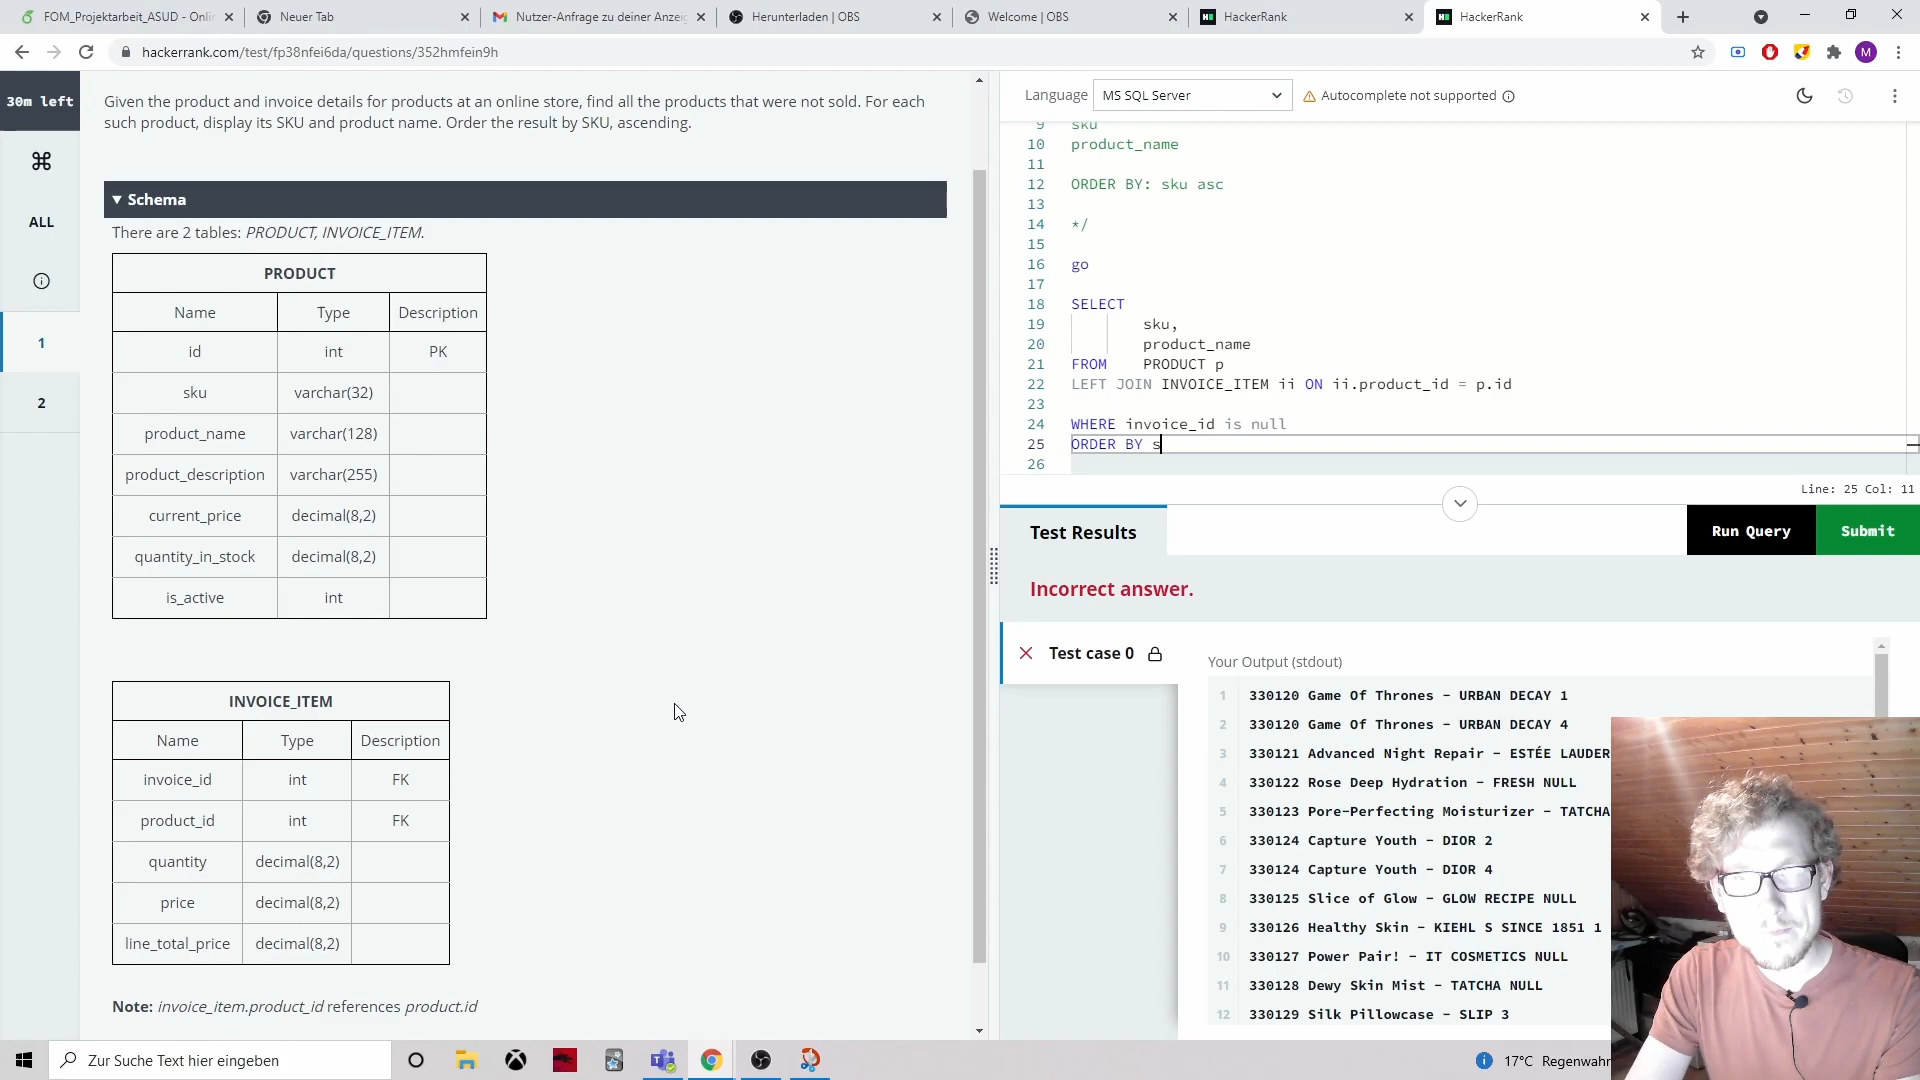 FOM_Projektarbeit_ASUD - Onli
Neuer Tab
Nutzer-Anfrage zu deiner Anzeig
Herunterladen | OBS
Welcome | OBS
HackerRank
HackerRank
hackerrank.com/test/fp38nfei6da/questions/352hmfein9h
M
30m left
ALL
1
2
Given the product and invoice details for products at an online store, find all the products that were not sold. For each
such product, display its SKU and product name. Order the result by SKU, ascending.
▼ Schema
There are 2 tables: PRODUCT, INVOICE_ITEM.
PRODUCT
Name Type Description
id int PK
sku varchar(32)
product_name varchar(128)
product_description varchar(255)
current_price decimal(8,2)
quantity_in_stock decimal(8,2)
is_active int
INVOICE_ITEM
Name Type Description
invoice_id int FK
product_id int FK
quantity decimal(8,2)
price decimal(8,2)
line_total_price decimal(8,2)
Note: invoice_item.product_id references product.id
Language MS SQL Server Autocomplete not supported
9 sku
10 product_name
11
12 ORDER BY: sku asc
13
14 */
15
16 go
17
18 SELECT
19 sku,
20 product_name
21 FROM PRODUCT p
22 LEFT JOIN INVOICE_ITEM ii ON ii.product_id = p.id
23
24 WHERE invoice_id is null
25 ORDER BY s
26
Line: 25 Col: 11
Test Results
Run Query
Submit
Incorrect answer.
Test case 0
Your Output (stdout)
1 330120 Game Of Thrones - URBAN DECAY 1
2 330120 Game Of Thrones - URBAN DECAY 4
3 330121 Advanced Night Repair - ESTÉE LAUDER
4 330122 Rose Deep Hydration - FRESH NULL
5 330123 Pore-Perfecting Moisturizer - TATCHA
6 330124 Capture Youth - DIOR 2
7 330124 Capture Youth - DIOR 4
8 330125 Slice of Glow - GLOW RECIPE NULL
9 330126 Healthy Skin - KIEHL S SINCE 1851 1
10 330127 Power Pair! - IT COSMETICS NULL
11 330128 Dewy Skin Mist - TATCHA NULL
12 330129 Silk Pillowcase - SLIP 3
Zur Suche Text hier eingeben
17°C Regenwahr